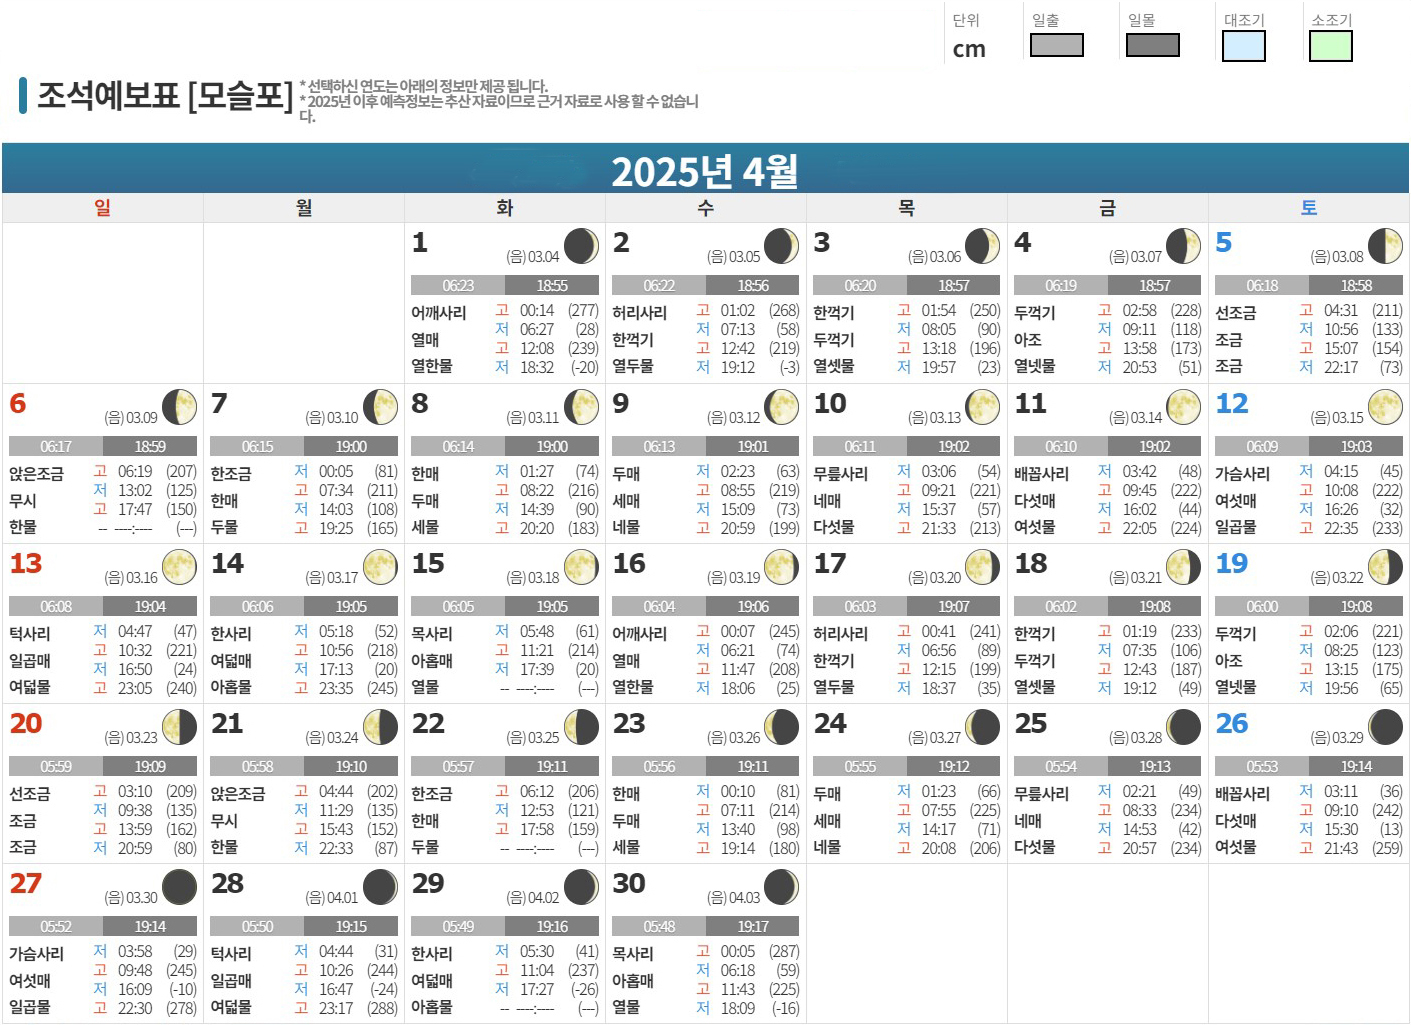 단위 일출 일몰 대조기 소조기
cm
조석예보표 [모슬포]
* 선택하신 연도는 아래의 정보만 제공 됩니다.
* 2025년 이후 예측정보는 추산 자료이므로 근거 자료로 사용 할 수 없습니
다.
2025년 4월
일 월 화 수 목 금 토
1 (음) 03.04
06:23 18:55
어깨사리 고 00:14 (277)
저 06:27 (28)
열매 고 12:08 (239)
열한물 저 18:32 (-20)
2 (음) 03.05
06:22 18:56
허리사리 고 01:02 (268)
저 07:13 (58)
한꺽기 고 12:42 (219)
열두물 저 19:12 (-3)
3 (음) 03.06
06:20 18:57
한꺽기 고 01:54 (250)
저 08:05 (90)
두꺽기 고 13:18 (196)
열셋물 저 19:57 (23)
4 (음) 03.07
06:19 18:57
두꺽기 고 02:58 (228)
저 09:11 (118)
아조 고 13:58 (173)
열넷물 저 20:53 (51)
5 (음) 03.08
06:18 18:58
선조금 고 04:31 (211)
저 10:56 (133)
조금 고 15:07 (154)
조금 저 22:17 (73)
6 (음) 03.09
06:17 18:59
앉은조금 고 06:19 (207)
저 13:02 (125)
무시 고 17:47 (150)
한물 -- ----:---- (---)
7 (음) 03.10
06:15 19:00
한조금 저 00:05 (81)
고 07:34 (211)
한매 저 14:03 (108)
두물 고 19:25 (165)
8 (음) 03.11
06:14 19:00
한매 저 01:27 (74)
고 08:22 (216)
두매 저 14:39 (90)
세물 고 20:20 (183)
9 (음) 03.12
06:13 19:01
두매 저 02:23 (63)
고 08:55 (219)
세매 저 15:09 (73)
네물 고 20:59 (199)
10 (음) 03.13
06:11 19:02
무릎사리 저 03:06 (54)
고 09:21 (221)
네매 저 15:37 (57)
다섯물 고 21:33 (213)
11 (음) 03.14
06:10 19:02
배꼽사리 저 03:42 (48)
고 09:45 (222)
다섯매 저 16:02 (44)
여섯물 고 22:05 (224)
12 (음) 03.15
06:09 19:03
가슴사리 저 04:15 (45)
고 10:08 (222)
여섯매 저 16:26 (32)
일곱물 고 22:35 (233)
13 (음) 03.16
06:08 19:04
턱사리 저 04:47 (47)
고 10:32 (221)
일곱매 저 16:50 (24)
여덟물 고 23:05 (240)
14 (음) 03.17
06:06 19:05
한사리 저 05:18 (52)
고 10:56 (218)
여덟매 저 17:13 (20)
아홉물 고 23:35 (245)
15 (음) 03.18
06:05 19:05
목사리 저 05:48 (61)
고 11:21 (214)
아홉매 저 17:39 (20)
열물 -- ----:---- (---)
16 (음) 03.19
06:04 19:06
어깨사리 고 00:07 (245)
저 06:21 (74)
열매 고 11:47 (208)
열한물 저 18:06 (25)
17 (음) 03.20
06:03 19:07
허리사리 고 00:41 (241)
저 06:56 (89)
한꺽기 고 12:15 (199)
열두물 저 18:37 (35)
18 (음) 03.21
06:02 19:08
한꺽기 고 01:19 (233)
저 07:35 (106)
두꺽기 고 12:43 (187)
열셋물 저 19:12 (49)
19 (음) 03.22
06:00 19:08
두꺽기 고 02:06 (221)
저 08:25 (123)
아조 고 13:15 (175)
열넷물 저 19:56 (65)
20 (음) 03.23
05:59 19:09
선조금 고 03:10 (209)
저 09:38 (135)
조금 고 13:59 (162)
조금 저 20:59 (80)
21 (음) 03.24
05:58 19:10
앉은조금 고 04:44 (202)
저 11:29 (135)
무시 고 15:43 (152)
한물 저 22:33 (87)
22 (음) 03.25
05:57 19:11
한조금 고 06:12 (206)
저 12:53 (121)
한매 고 17:58 (159)
두물 -- ----:---- (---)
23 (음) 03.26
05:56 19:11
한매 저 00:10 (81)
고 07:11 (214)
두매 저 13:40 (98)
세물 고 19:14 (180)
24 (음) 03.27
05:55 19:12
두매 저 01:23 (66)
고 07:55 (225)
세매 저 14:17 (71)
네물 고 20:08 (206)
25 (음) 03.28
05:54 19:13
무릎사리 저 02:21 (49)
고 08:33 (234)
네매 저 14:53 (42)
다섯물 고 20:57 (234)
26 (음) 03.29
05:53 19:14
배꼽사리 저 03:11 (36)
고 09:10 (242)
다섯매 저 15:30 (13)
여섯물 고 21:43 (259)
27 (음) 03.30
05:52 19:14
가슴사리 저 03:58 (29)
고 09:48 (245)
여섯매 저 16:09 (-10)
일곱물 고 22:30 (278)
28 (음) 04.01
05:50 19:15
턱사리 저 04:44 (31)
고 10:26 (244)
일곱매 저 16:47 (-24)
여덟물 고 23:17 (288)
29 (음) 04.02
05:49 19:16
한사리 저 05:30 (41)
고 11:04 (237)
여덟매 저 17:27 (-26)
아홉물 -- ----:---- (---)
30 (음) 04.03
05:48 19:17
목사리 고 00:05 (287)
저 06:18 (59)
아홉매 고 11:43 (225)
열물 저 18:09 (-16)